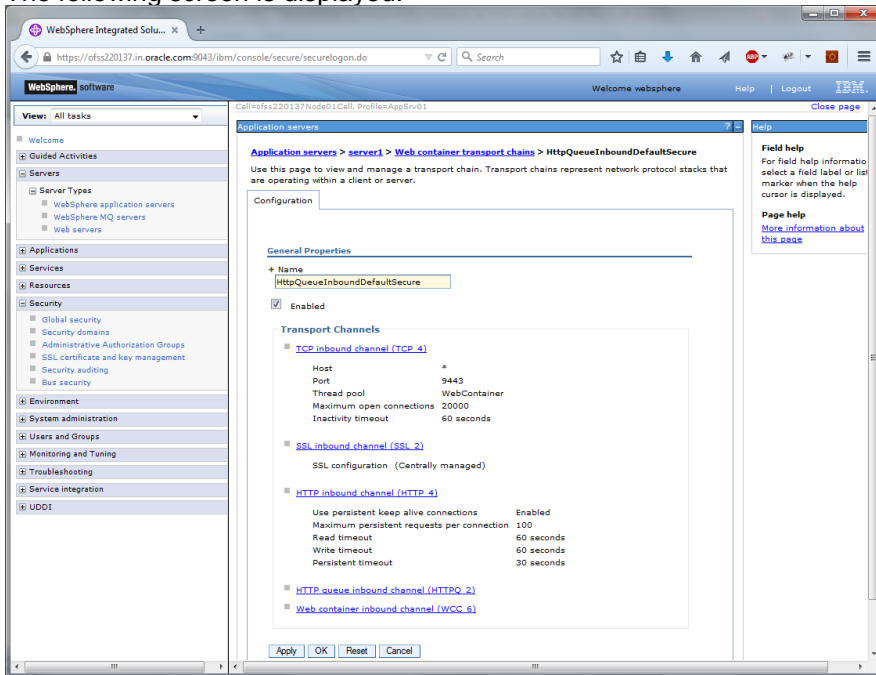 The following screen is displayed.
WebSphere Integrated Solu... × +
https://ofss220137.in.oracle.com:9043/ibm/console/secure/securelogon.do
Search
ABP
WebSphere. software
Welcome websphere
Help | Logout
IBM.
Cell=ofss220137Node01Cell, Profile=AppSrv01
Close page
View: All tasks
Welcome
Guided Activities
Servers
Server Types
WebSphere application servers
WebSphere MQ servers
Web servers
Applications
Services
Resources
Security
Global security
Security domains
Administrative Authorization Groups
SSL certificate and key management
Security auditing
Bus security
Environment
System administration
Users and Groups
Monitoring and Tuning
Troubleshooting
Service integration
UDDI
Application servers
? –
Application servers > server1 > Web container transport chains > HttpQueueInboundDefaultSecure
Use this page to view and manage a transport chain. Transport chains represent network protocol stacks that
are operating within a client or server.
Configuration
General Properties
+ Name
HttpQueueInboundDefaultSecure
Enabled
Transport Channels
TCP inbound channel (TCP 4)
Host *
Port 9443
Thread pool WebContainer
Maximum open connections 20000
Inactivity timeout 60 seconds
SSL inbound channel (SSL 2)
SSL configuration (Centrally managed)
HTTP inbound channel (HTTP 4)
Use persistent keep alive connections Enabled
Maximum persistent requests per connection 100
Read timeout 60 seconds
Write timeout 60 seconds
Persistent timeout 30 seconds
HTTP queue inbound channel (HTTPQ 2)
Web container inbound channel (WCC 6)
Apply OK Reset Cancel
Help
Field help
For field help informatio
select a field label or list
marker when the help
cursor is displayed.
Page help
More information about
this page